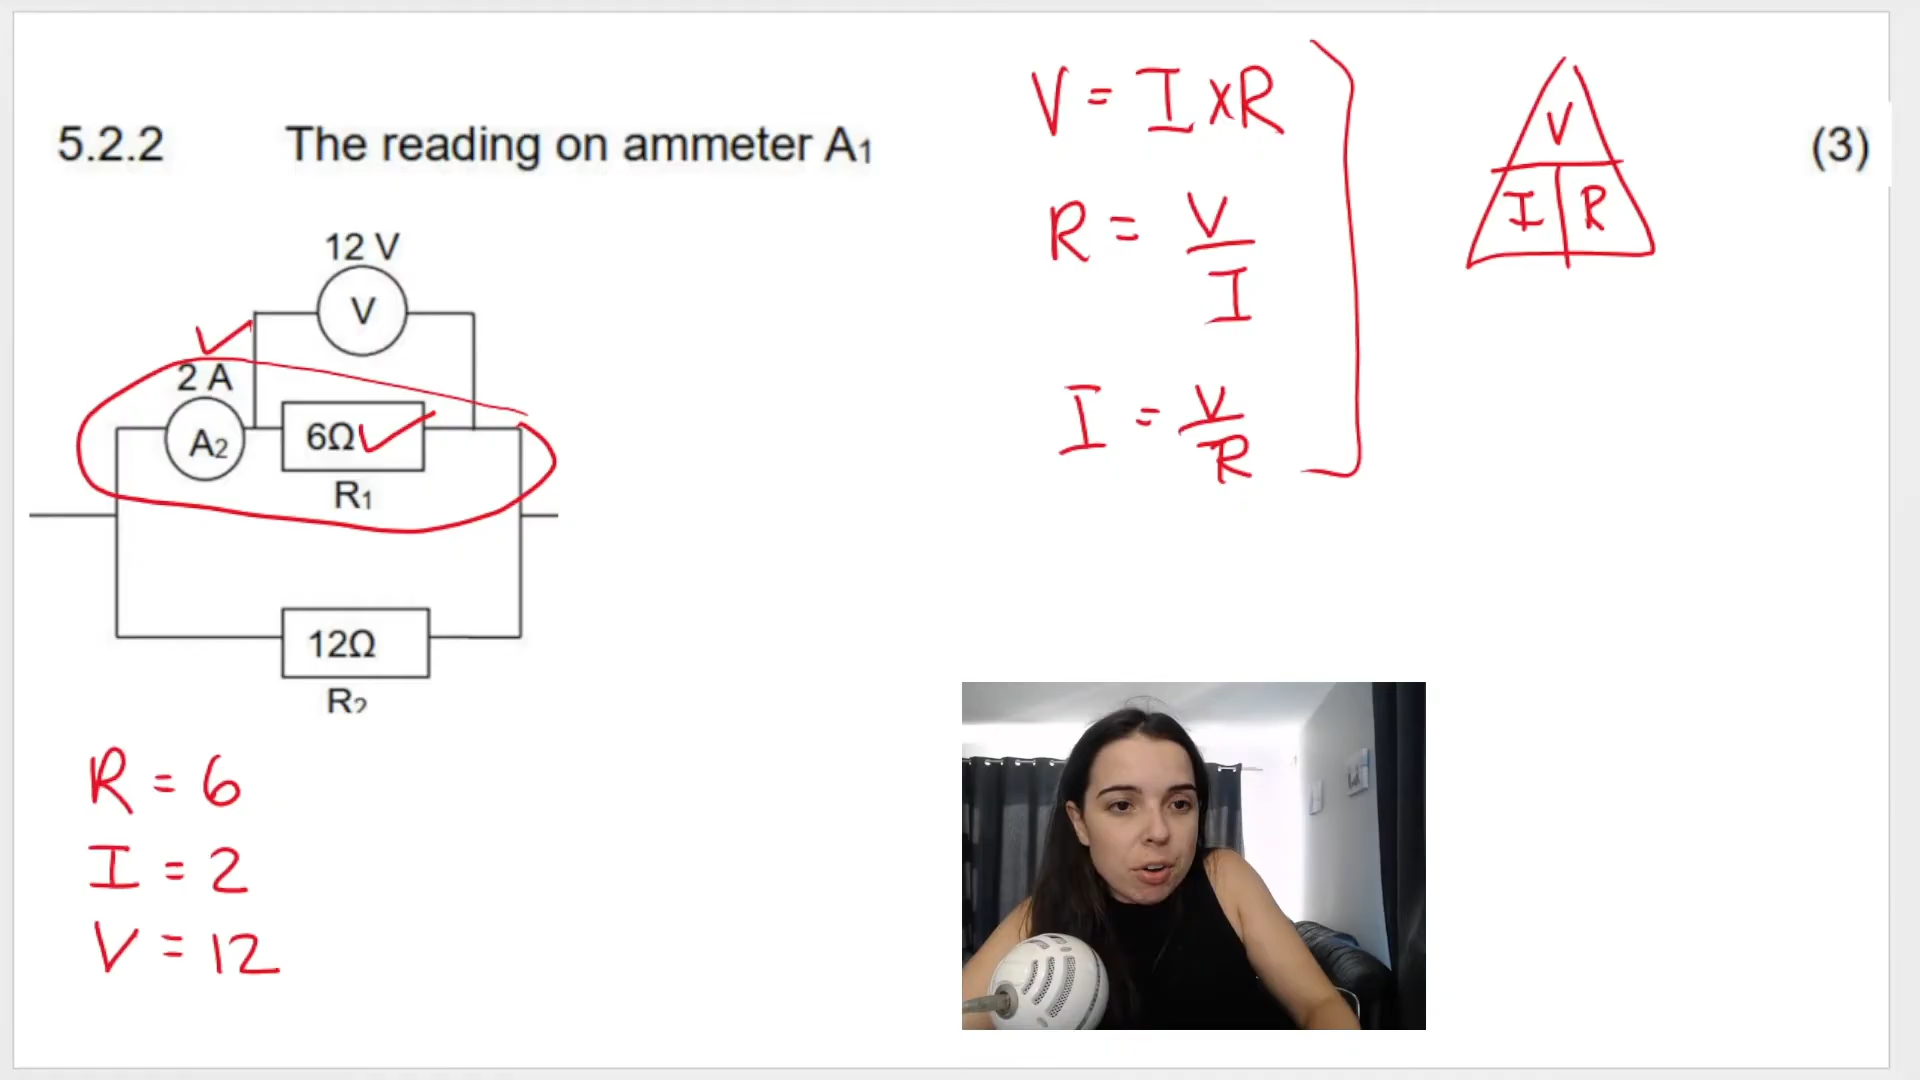 5.2.2 The reading on ammeter A1 (3)
12 V
V
2 A
A2
6Ω
R1
12Ω
R2
R = 6
I = 2
V = 12
V = I x R
R = V
I
I = V
R
V
I R